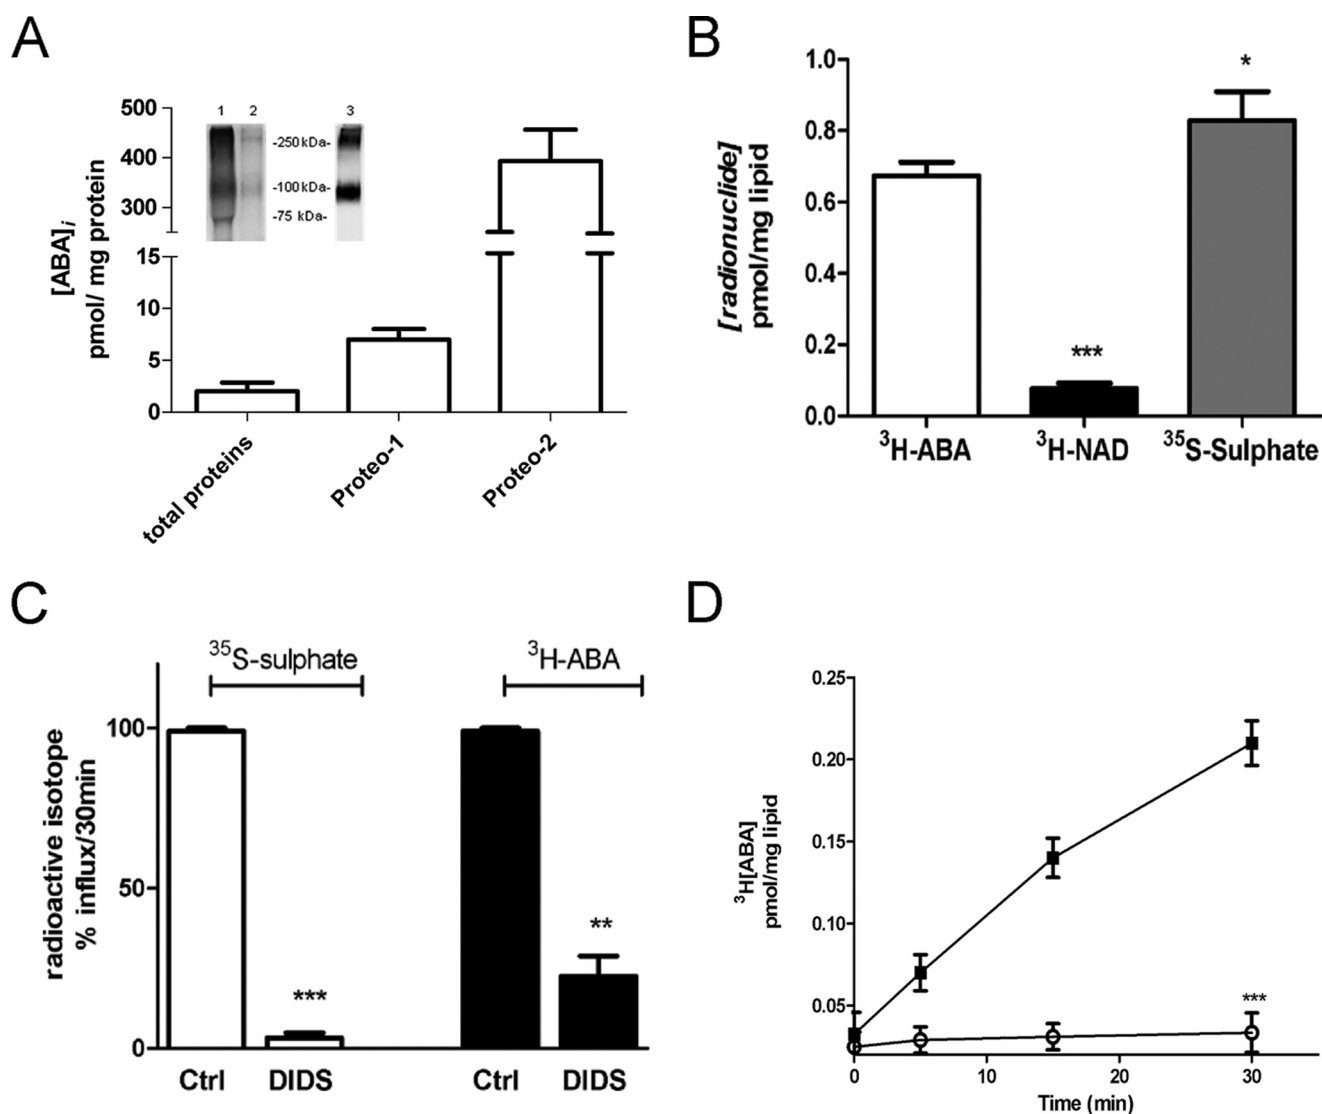 A
[ABA]i
pmol/ mg protein
500
400
300
15
10
5
0
1 2 3
-250 kDa-
-100 kDa-
-75 kDa-
total proteins
Proteo-1
Proteo-2
B
[radionuclide]
pmol/mg lipid
1.0
0.8
0.6
0.4
0.2
0.0
*
***
3H-ABA
3H-NAD
35S-Sulphate
C
radioactive isotope
% influx/30min
100
50
0
35S-sulphate
3H-ABA
***
**
Ctrl
DIDS
Ctrl
DIDS
D
3H[ABA]
pmol/mg lipid
0.25
0.20
0.15
0.10
0.05
***
0
10
20
30
Time (min)